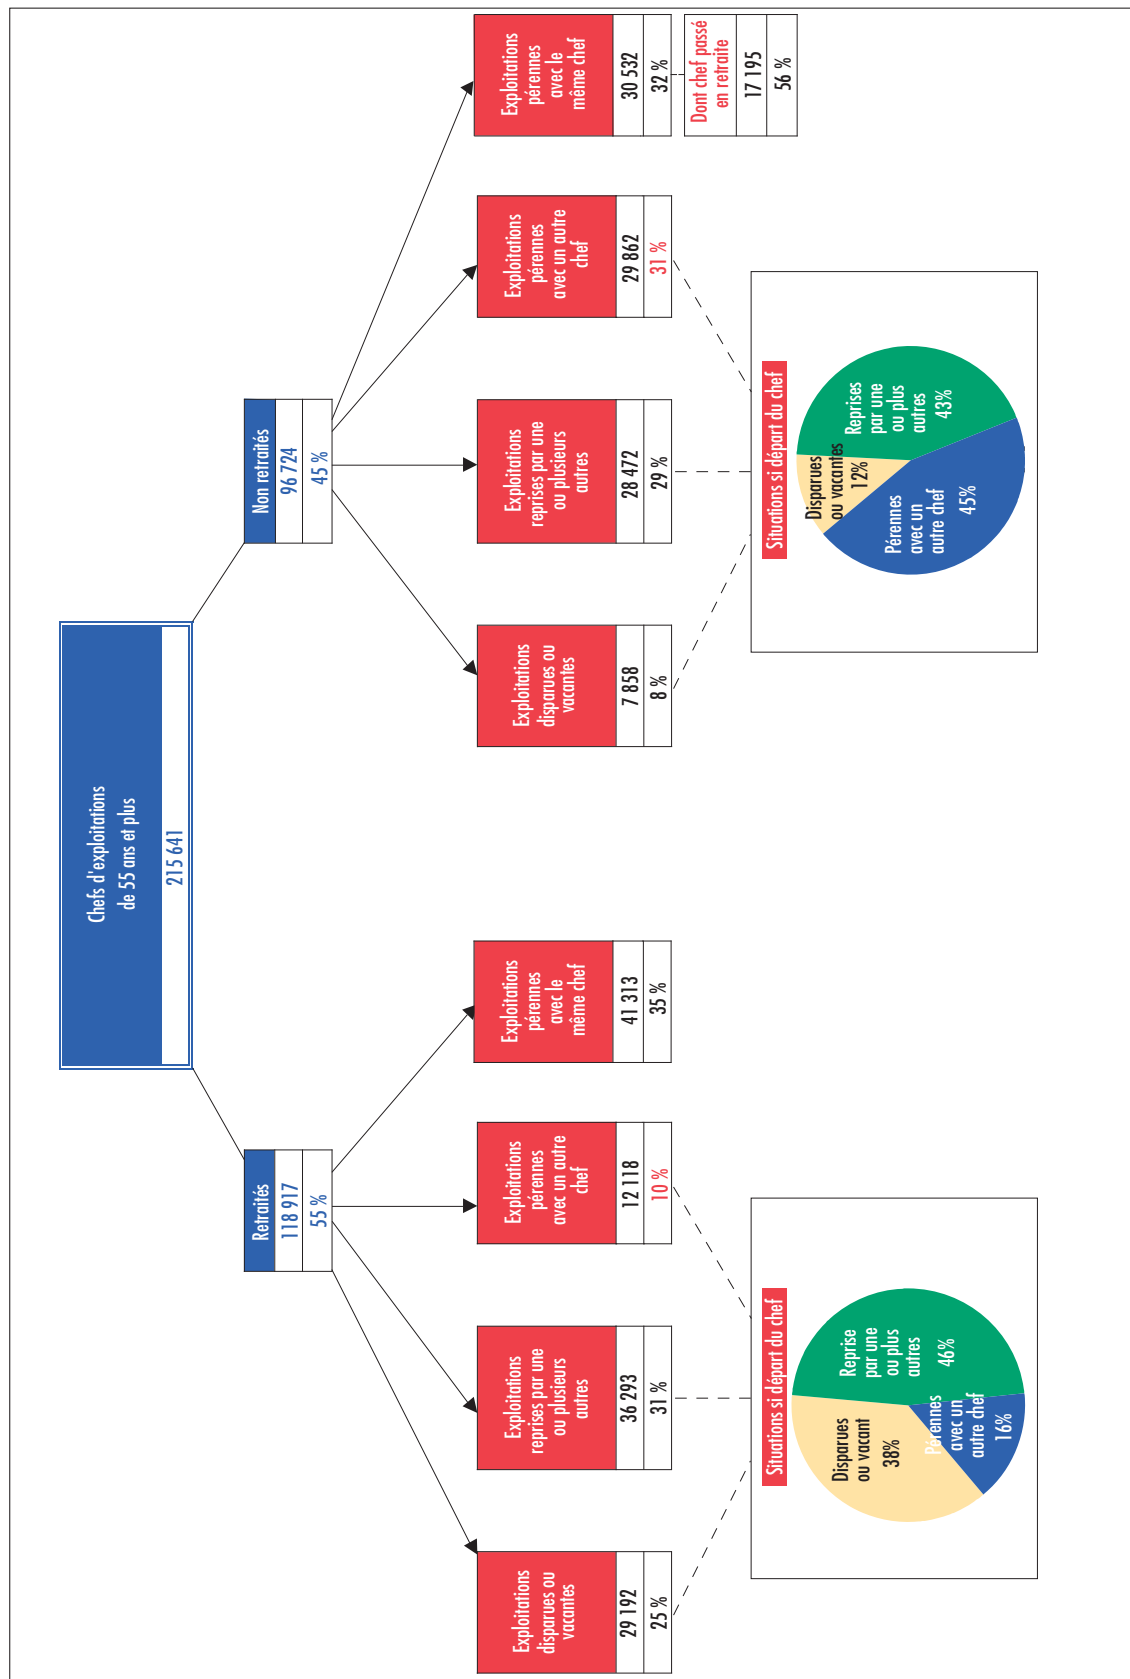 Chefs d'exploitations
de 55 ans et plus
215 641
Retraités
118 917
55 %
Non retraités
96 724
45 %
Exploitations
disparues ou
vacantes
29 192
25 %
Exploitations
reprises par une
ou plusieurs
autres
36 293
31 %
Exploitations
pérennes
avec un autre
chef
12 118
10 %
Exploitations
pérennes
avec le
même chef
41 313
35 %
Exploitations
disparues ou
vacantes
7 858
8 %
Exploitations
reprises par une
ou plusieurs
autres
28 472
29 %
Exploitations
pérennes
avec un autre
chef
29 862
31 %
Exploitations
pérennes
avec le
même chef
30 532
32 %
Dont chef passé
en retraite
17 195
56 %
Situations si départ du chef
Disparues
ou vacant
38%
Reprise
par une
ou plus
autres
46%
Pérennes
avec un
autre chef
16%
Situations si départ du chef
Disparues
ou vacantes
12%
Reprises
par une
ou plus
autres
43%
Pérennes
avec un
autre chef
45%